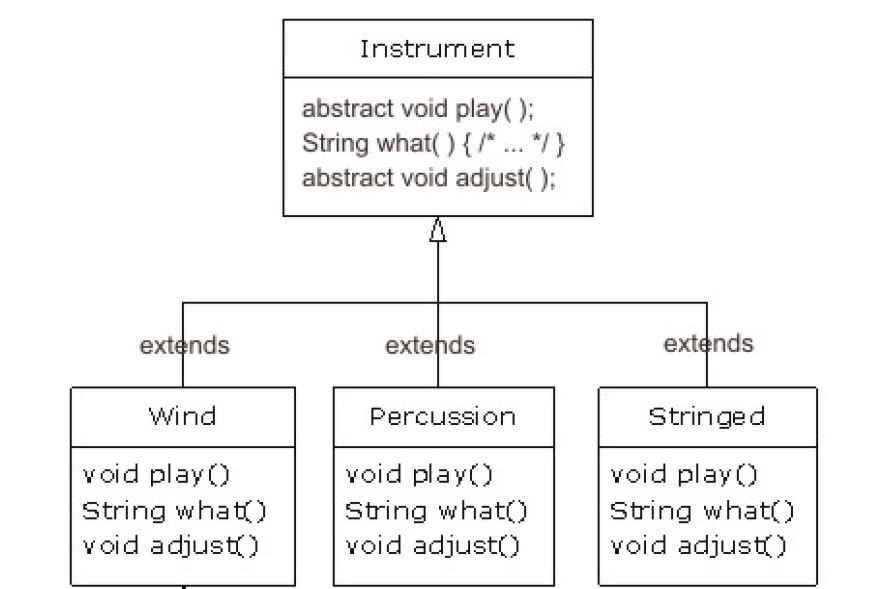 Instrument
abstract void play( );
String what( ) { /* ... */ }
abstract void adjust( );
extends
extends
extends
Wind
void play()
String what()
void adjust()
Percussion
void play()
String what()
void adjust()
Stringed
void play()
String what()
void adjust()